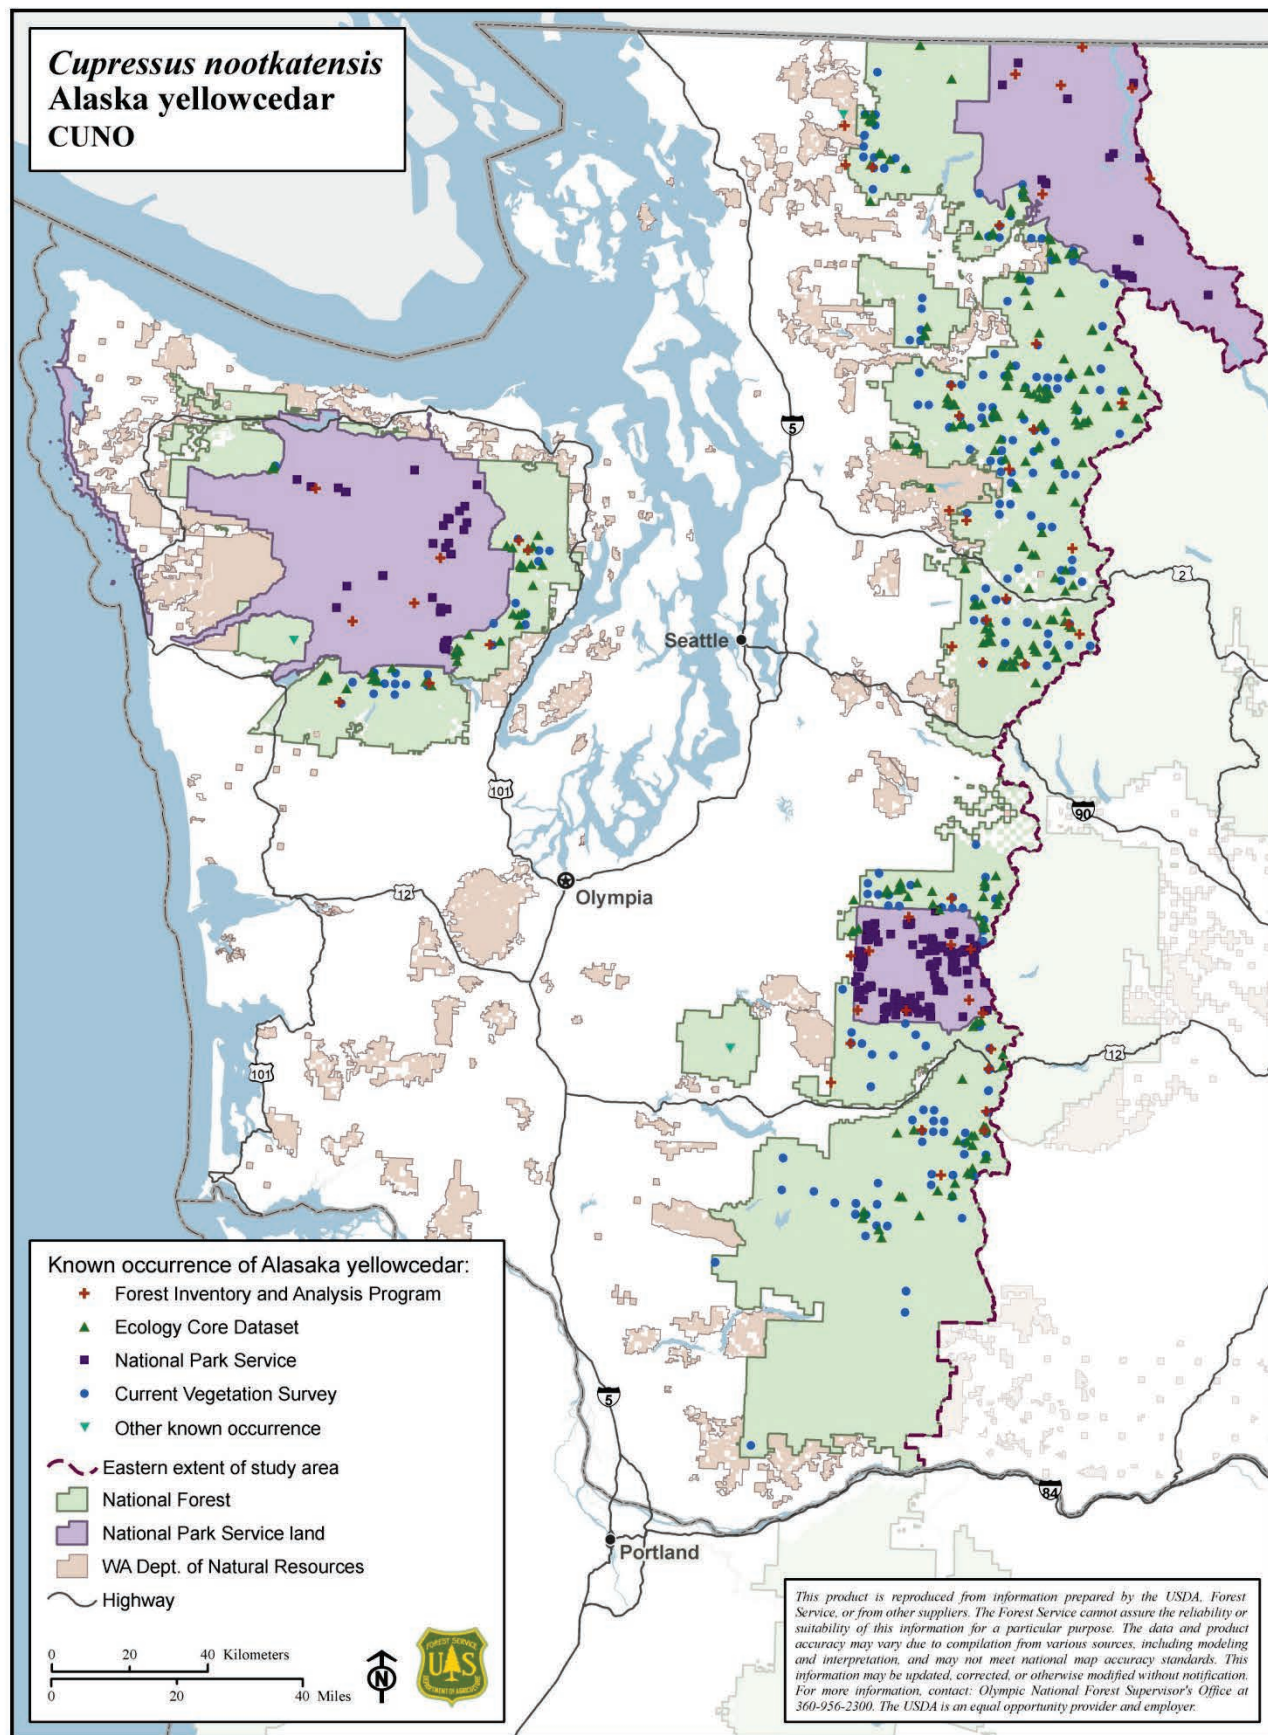 Cupressus nootkatensis
Alaska yellowcedar
CUNO
5
2
Seattle
101
90
12
Olympia
12
101
Known occurrence of Alasaka yellowcedar:
Forest Inventory and Analysis Program
Ecology Core Dataset
National Park Service
Current Vegetation Survey
Other known occurrence
Eastern extent of study area
National Forest
National Park Service land
WA Dept. of Natural Resources
Highway
5
84
Portland
0 20 40 Kilometers
0 20 40 Miles
N
FOREST SERVICE
U S
DEPARTMENT OF AGRICULTURE
This product is reproduced from information prepared by the USDA, Forest
Service, or from other suppliers. The Forest Service cannot assure the reliability or
suitability of this information for a particular purpose. The data and product
accuracy may vary due to compilation from various sources, including modeling
and interpretation, and may not meet national map accuracy standards. This
information may be updated, corrected, or otherwise modified without notification.
For more information, contact: Olympic National Forest Supervisor's Office at
360-956-2300. The USDA is an equal opportunity provider and employer.